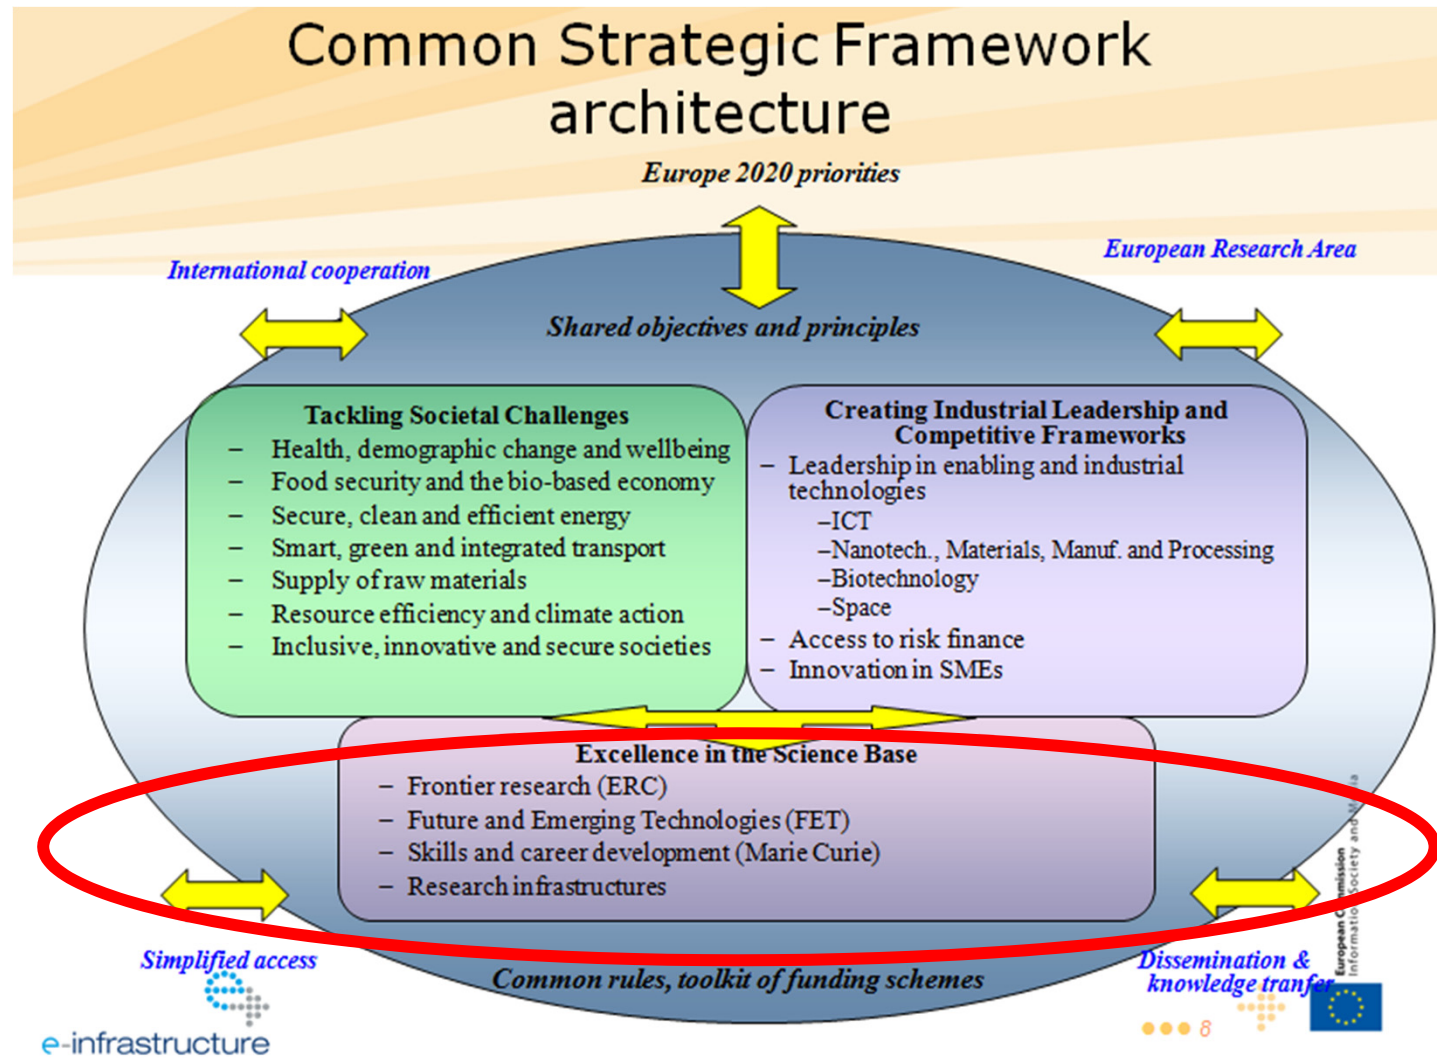 Common Strategic Framework
architecture
Europe 2020 priorities
International cooperation
European Research Area
Shared objectives and principles
Tackling Societal Challenges
– Health, demographic change and wellbeing
– Food security and the bio-based economy
– Secure, clean and efficient energy
– Smart, green and integrated transport
– Supply of raw materials
– Resource efficiency and climate action
– Inclusive, innovative and secure societies
Creating Industrial Leadership and
Competitive Frameworks
– Leadership in enabling and industrial
technologies
–ICT
–Nanotech., Materials, Manuf. and Processing
–Biotechnology
–Space
– Access to risk finance
– Innovation in SMEs
Excellence in the Science Base
– Frontier research (ERC)
– Future and Emerging Technologies (FET)
– Skills and career development (Marie Curie)
– Research infrastructures
Simplified access
Common rules, toolkit of funding schemes
Dissemination &
knowledge tranfer
European Commission
Information Society and Media
e-infrastructure
8